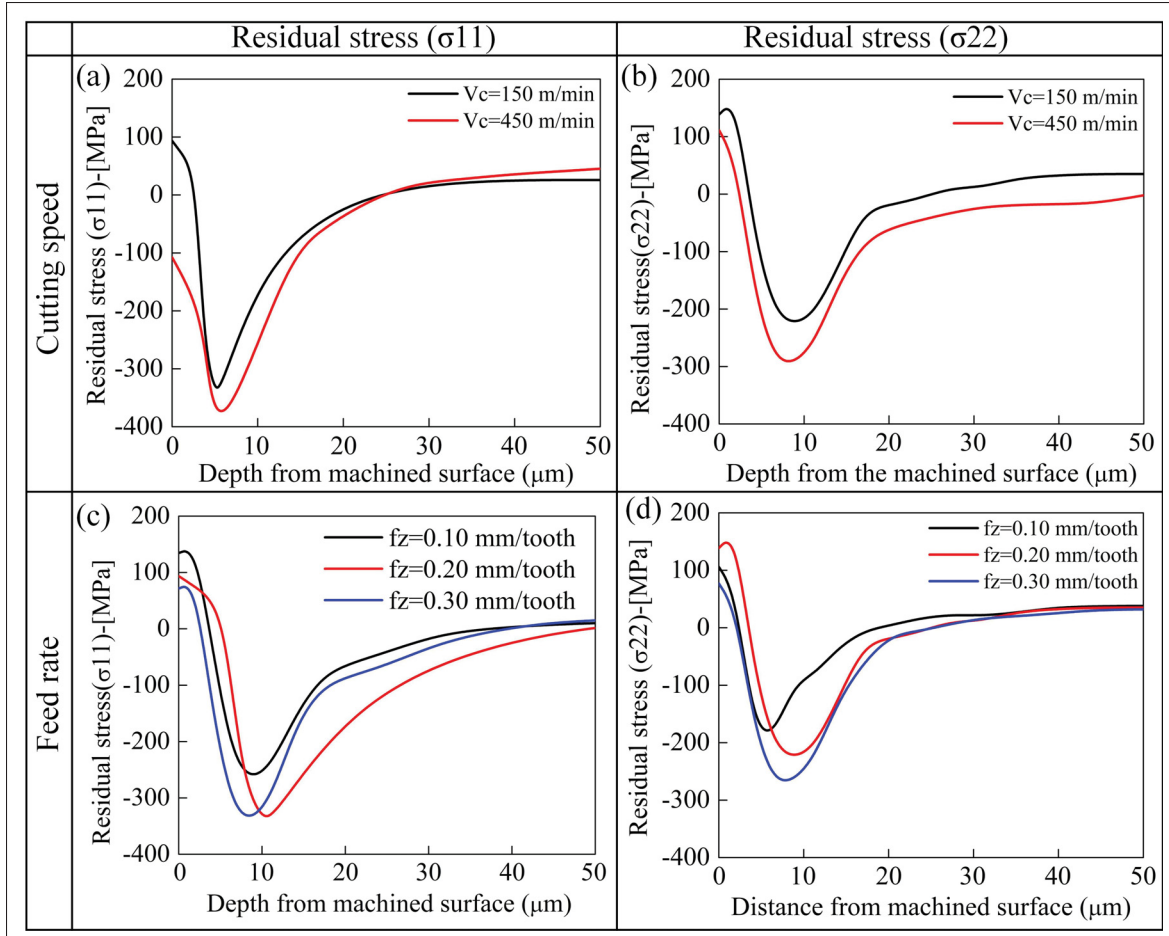 Residual stress (σ11)
Residual stress (σ22)
Cutting speed
(a)
Vc=150 m/min
Vc=450 m/min
Residual stress (σ11)-[MPa]
200
100
0
-100
-200
-300
-400
0 10 20 30 40 50
Depth from machined surface (μm)
(b)
Vc=150 m/min
Vc=450 m/min
Residual stress(σ22)-[MPa]
200
100
0
-100
-200
-300
-400
0 10 20 30 40 50
Depth from the machined surface (μm)
Feed rate
(c)
fz=0.10 mm/tooth
fz=0.20 mm/tooth
fz=0.30 mm/tooth
Residual stress(σ11)-[MPa]
200
100
0
-100
-200
-300
-400
0 10 20 30 40 50
Depth from machined surface (μm)
(d)
fz=0.10 mm/tooth
fz=0.20 mm/tooth
fz=0.30 mm/tooth
Residual stress (σ22)-[MPa]
200
100
0
-100
-200
-300
-400
0 10 20 30 40 50
Distance from machined surface (μm)